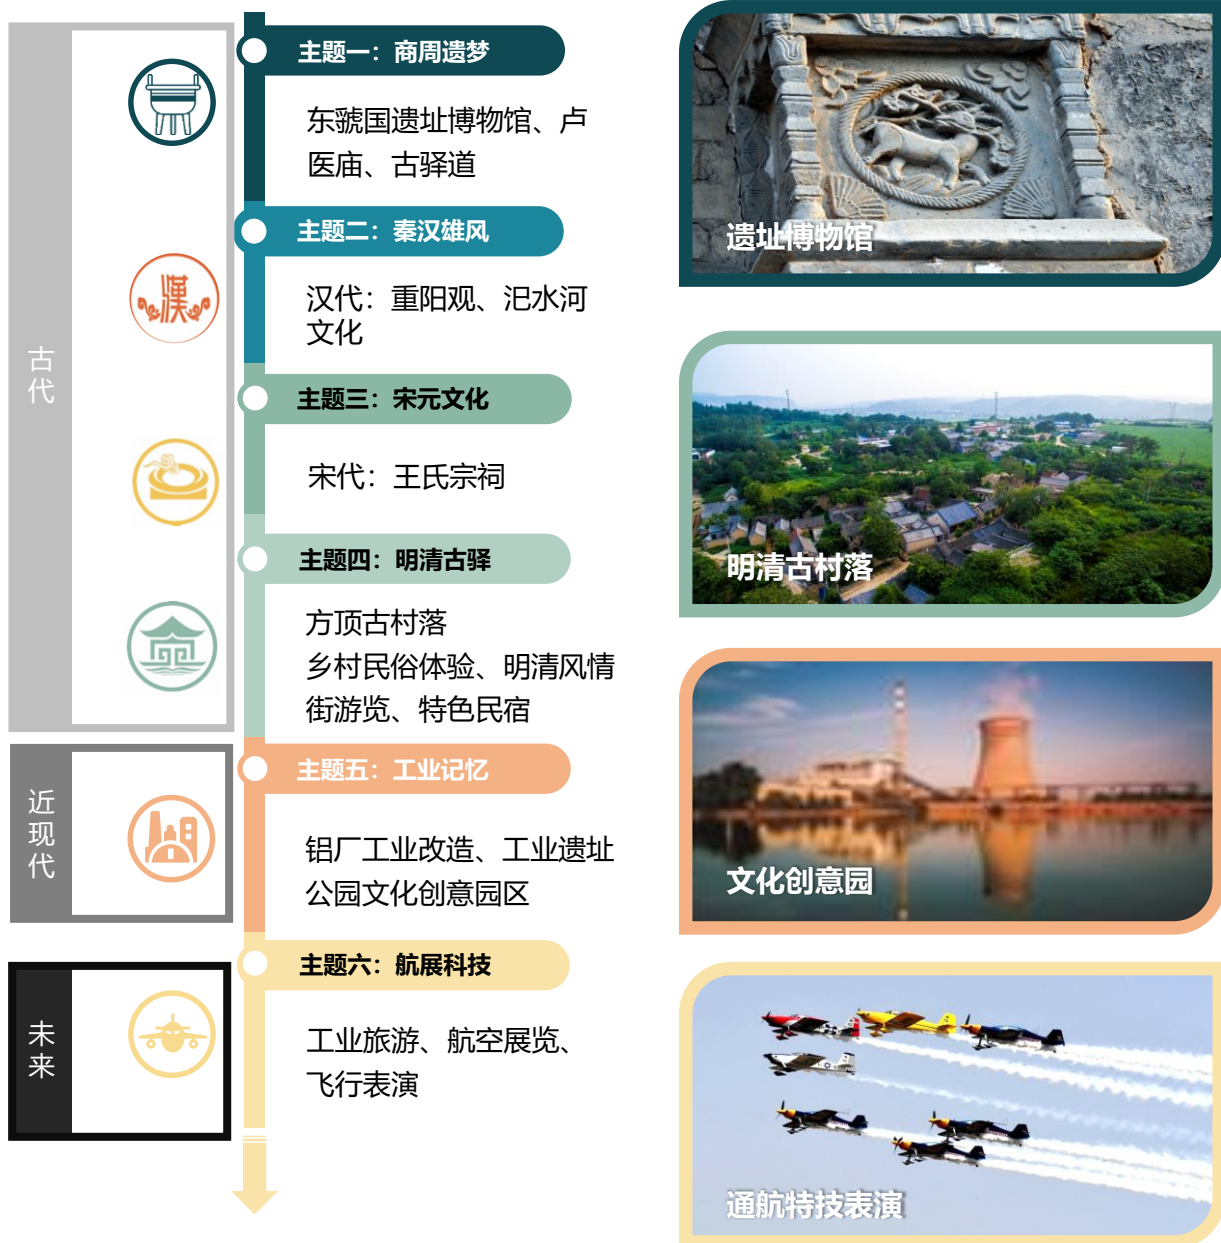 古代
主题一：商周遗梦
东虢国遗址博物馆、卢
医庙、古驿道
主题二：秦汉雄风
漢
汉代：重阳观、汜水河
文化
主题三：宋元文化
宋代：王氏宗祠
主题四：明清古驿
方顶古村落
乡村民俗体验、明清风情
街游览、特色民宿
近现代
主题五：工业记忆
铝厂工业改造、工业遗址
公园文化创意园区
未来
主题六：航展科技
工业旅游、航空展览、
飞行表演
遗址博物馆
明清古村落
文化创意园
通航特技表演